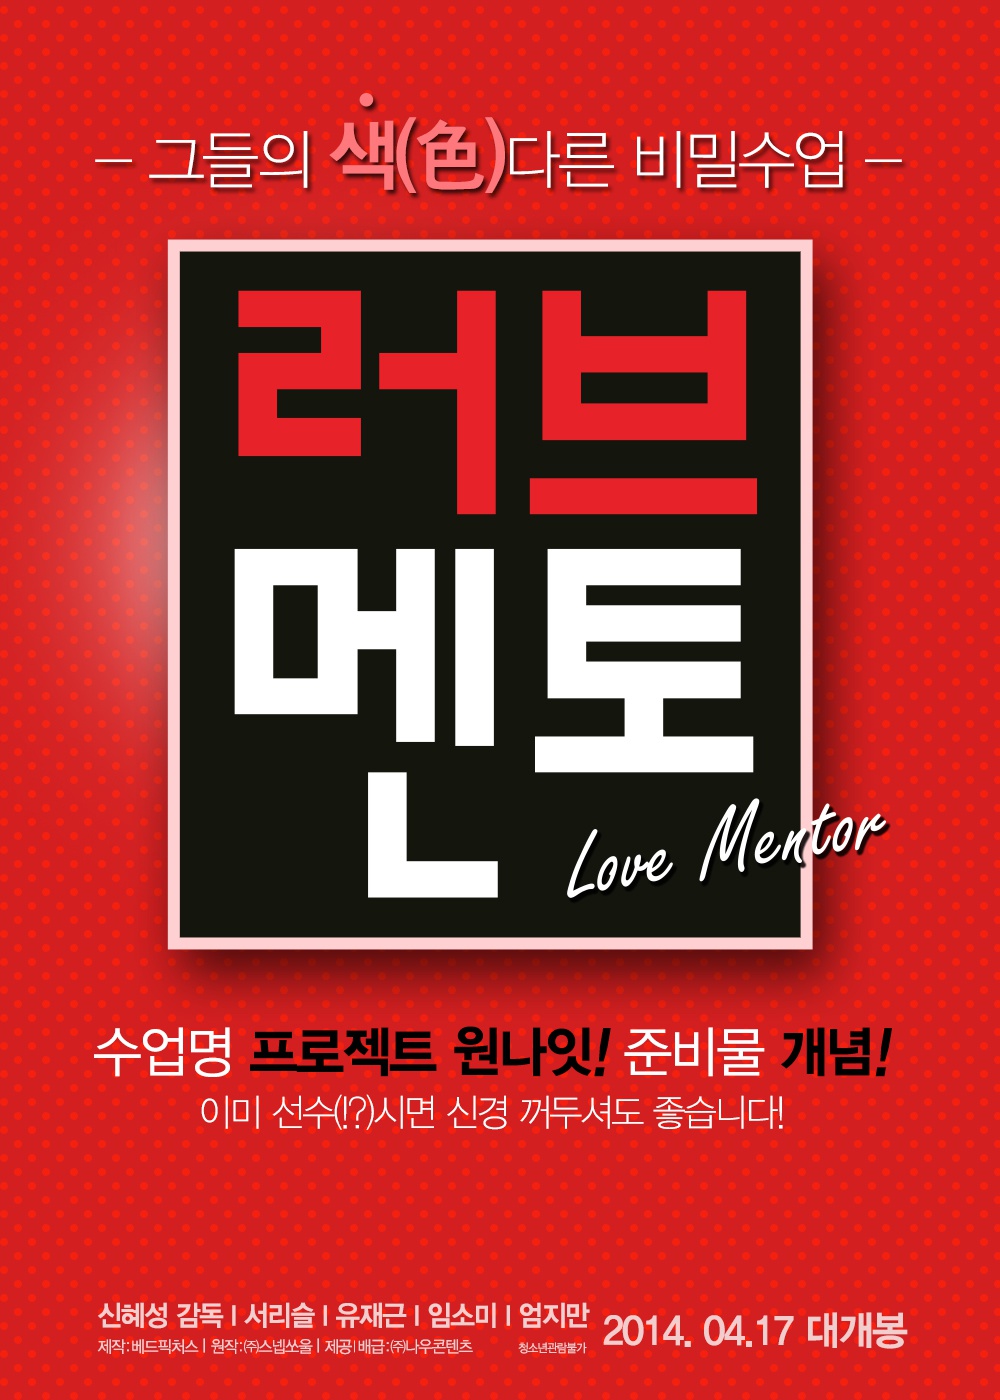 – 그들의 색(色)다른 비밀수업 –
러브
멘토
Love Mentor
수업명 프로젝트 원나잇! 준비물 개념!
이미 선수(!?)시면 신경 꺼두셔도 좋습니다!
신혜성 감독 | 서리슬 | 유재근 | 임소미 | 엄지만
제작:베드픽처스 | 원작:㈜스넵쏘울 | 제공|배급:㈜나우콘텐츠 청소년관람불가
2014. 04.17 대개봉